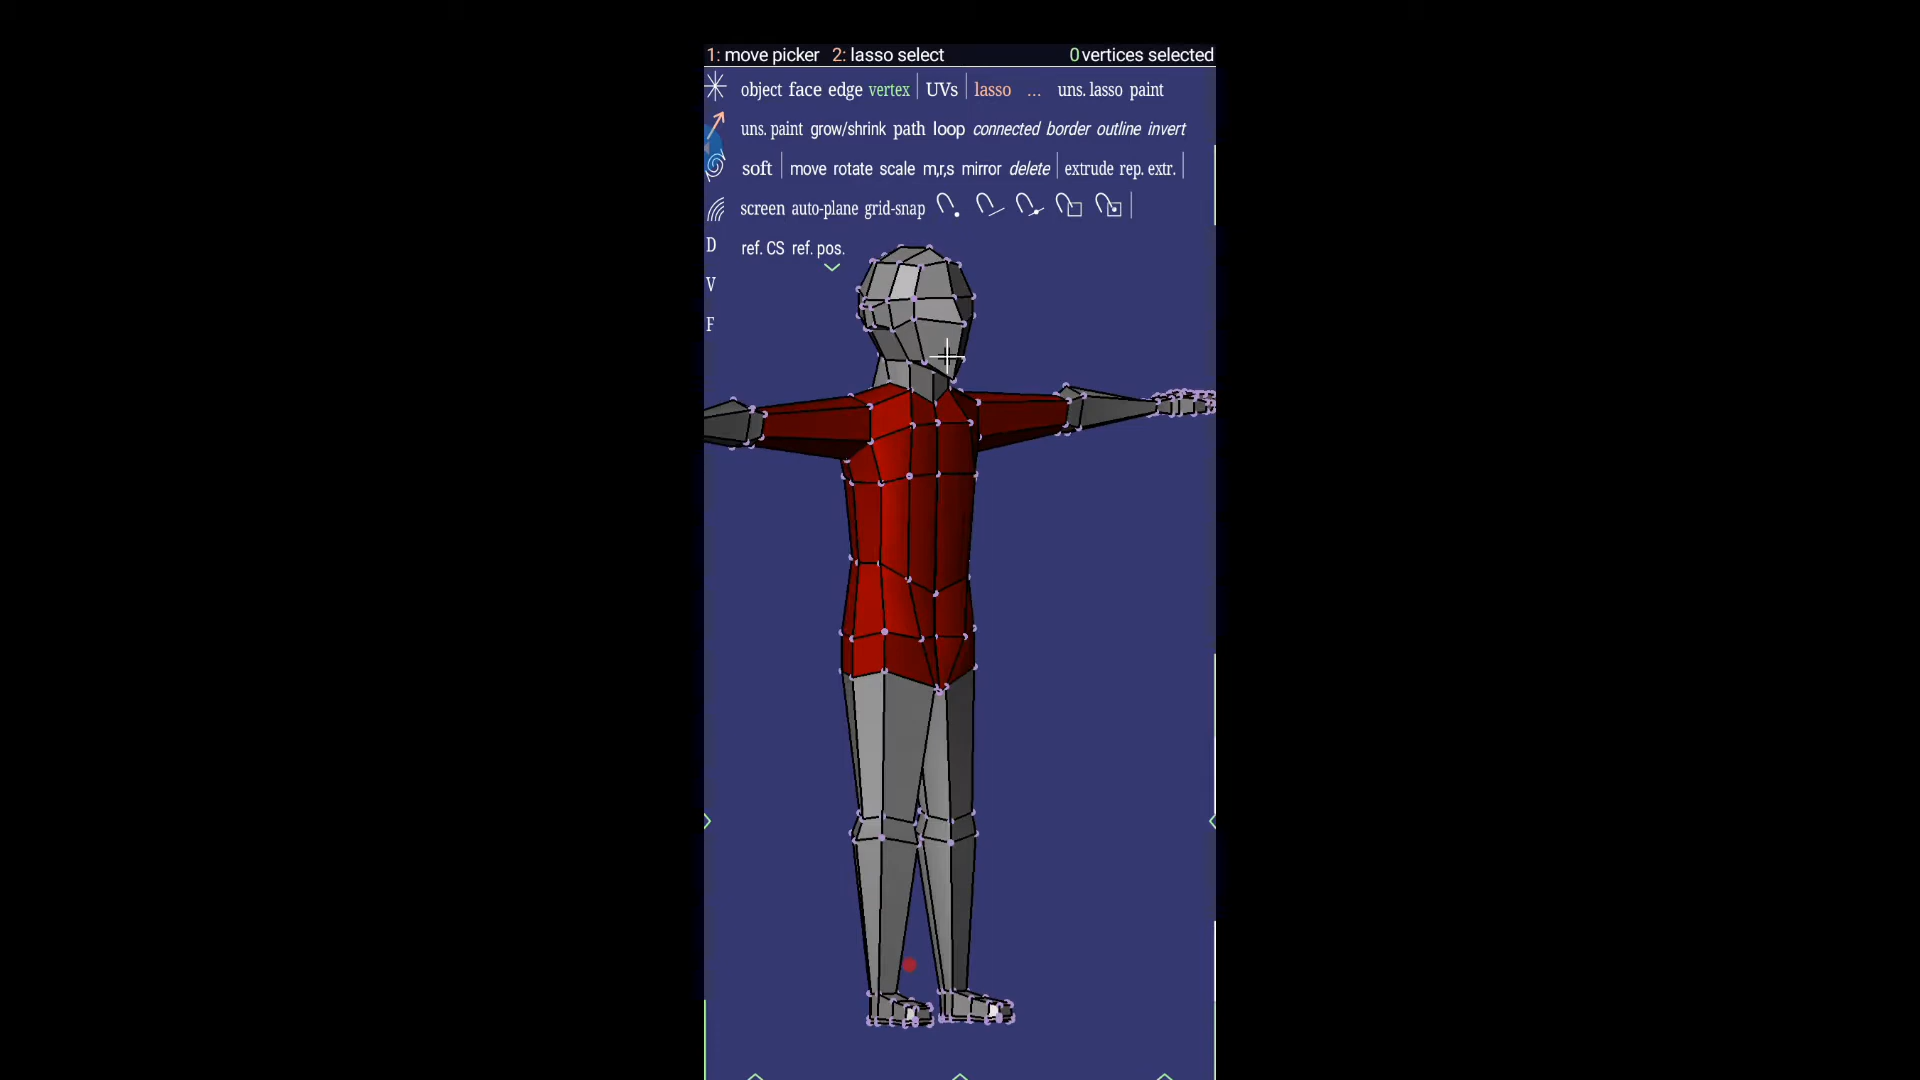 1: move picker 2: lasso select 0 vertices selected
object face edge vertex UVs lasso ... uns. lasso paint
uns. paint grow/shrink path loop connected border outline invert
soft move rotate scale m,r,s mirror delete extrude rep. extr.
screen auto-plane grid-snap
D ref. CS ref. pos.
V
F